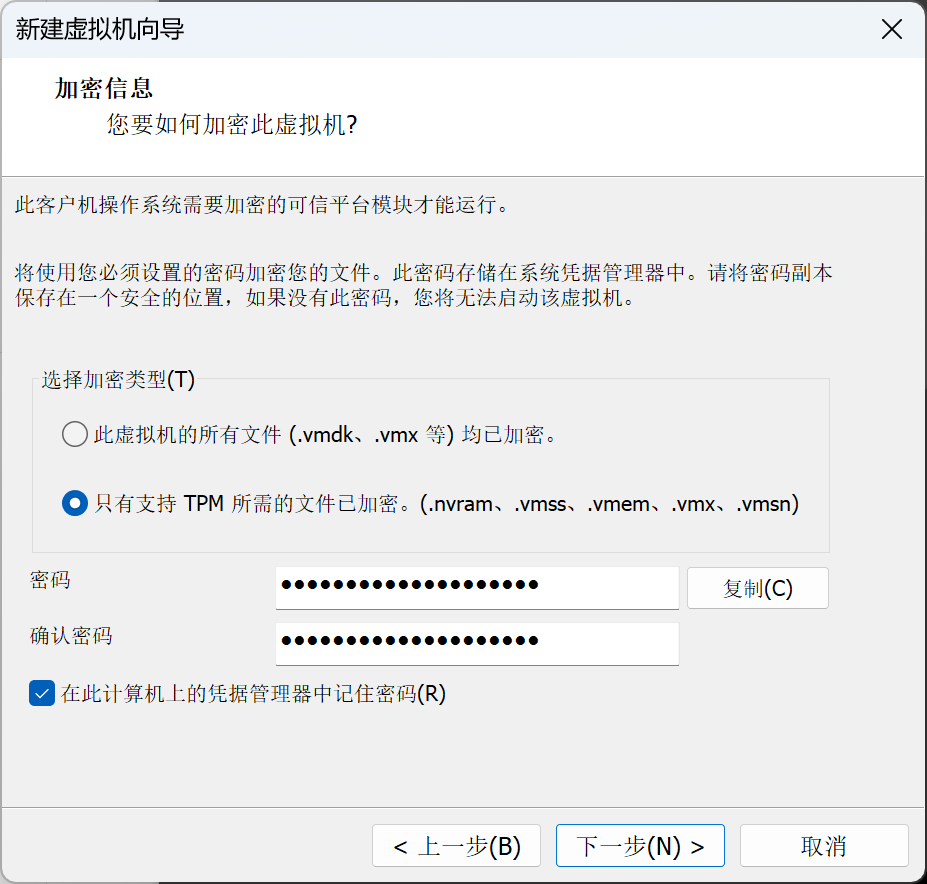 新建虚拟机向导
加密信息
您要如何加密此虚拟机?
此客户机操作系统需要加密的可信平台模块才能运行。
将使用您必须设置的密码加密您的文件。此密码存储在系统凭据管理器中。请将密码副本
保存在一个安全的位置，如果没有此密码，您将无法启动该虚拟机。
选择加密类型(T)
此虚拟机的所有文件 (.vmdk、.vmx 等) 均已加密。
只有支持 TPM 所需的文件已加密。(.nvram、.vmss、.vmem、.vmx、.vmsn)
密码 ●●●●●●●●●●●●●●●●●●●● 复制(C)
确认密码 ●●●●●●●●●●●●●●●●●●●●
在此计算机上的凭据管理器中记住密码(R)
< 上一步(B) 下一步(N) > 取消